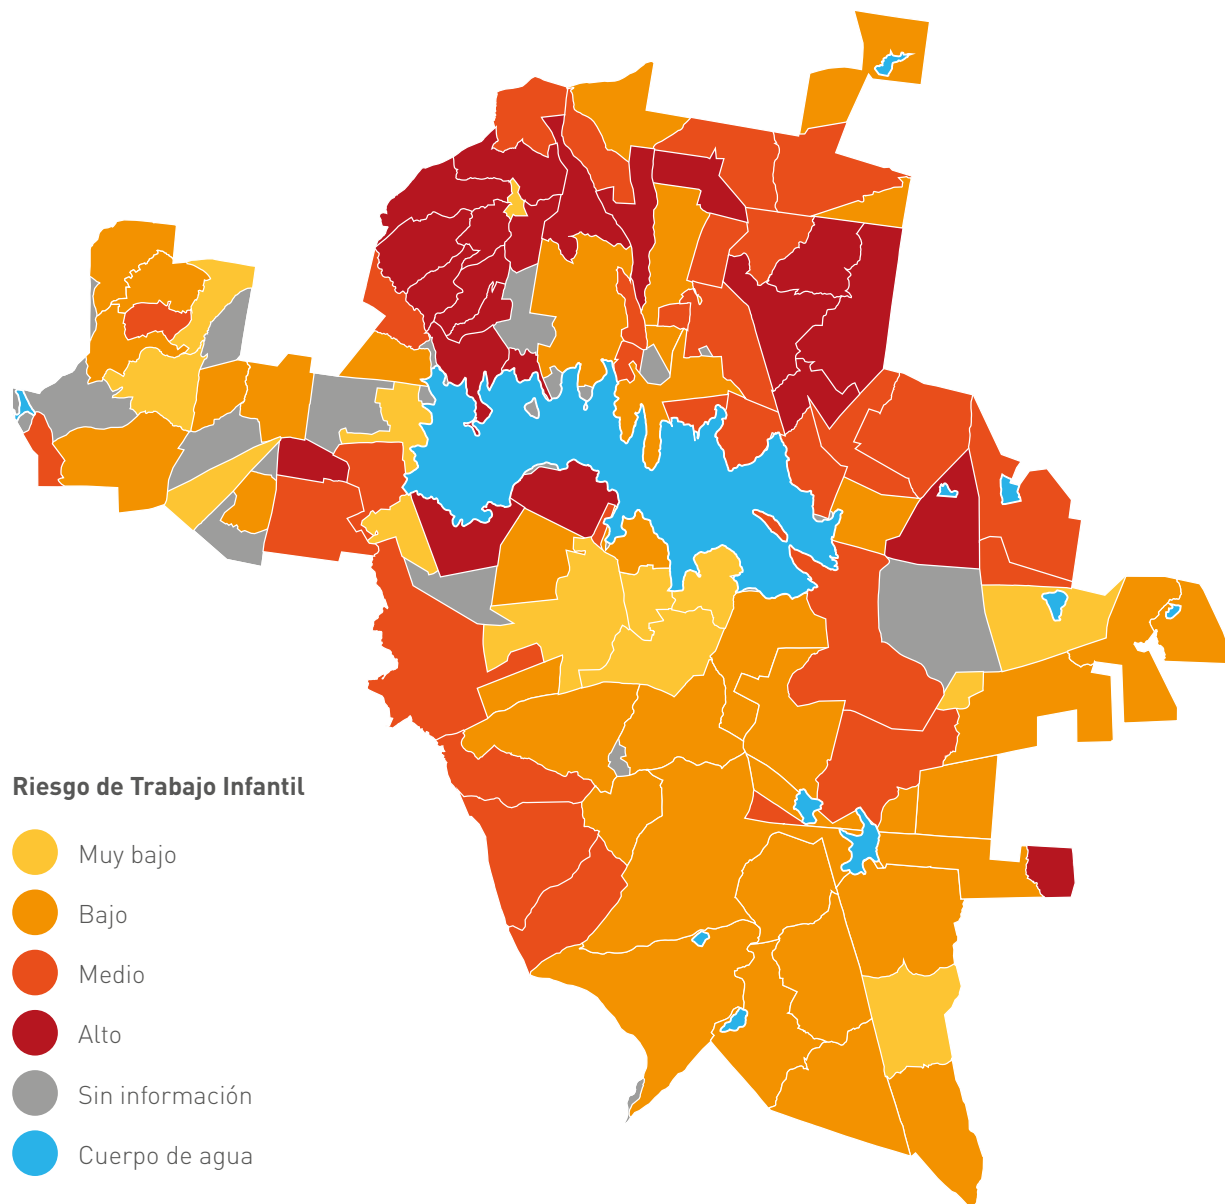 Riesgo de Trabajo Infantil
Muy bajo
Bajo
Medio
Alto
Sin información
Cuerpo de agua